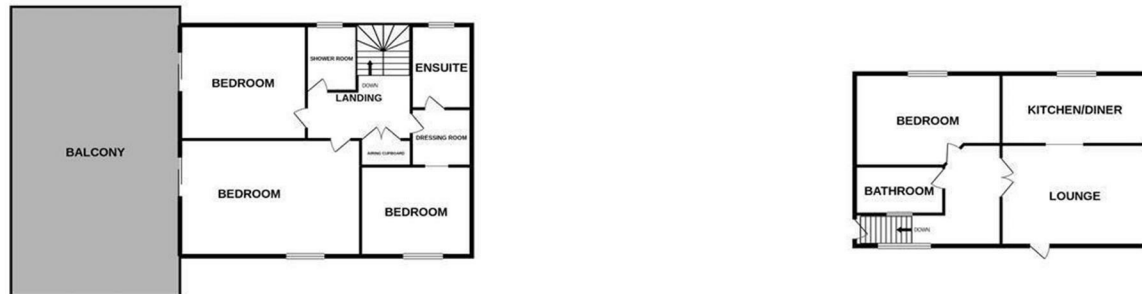 BALCONY
BEDROOM
SHOWER ROOM
DOWN
LANDING
ENSUITE
DRESSING ROOM
AIRING CUPBOARD
BEDROOM
BEDROOM
BEDROOM
KITCHEN/DINER
BATHROOM
LOUNGE
DOWN